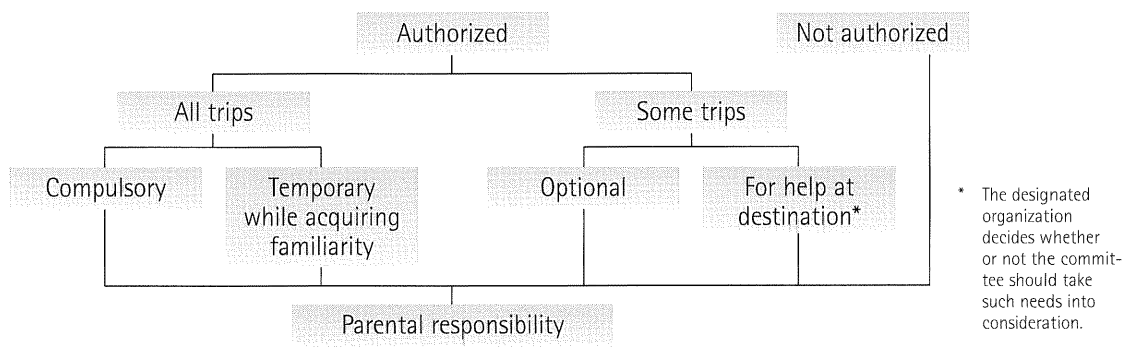 Authorized
Not authorized
All trips
Some trips
Compulsory
Temporary
while acquiring
familiarity
Optional
For help at
destination*
* The designated
organization
decides whether
or not the commit-
tee should take
such needs into
consideration.
Parental responsibility